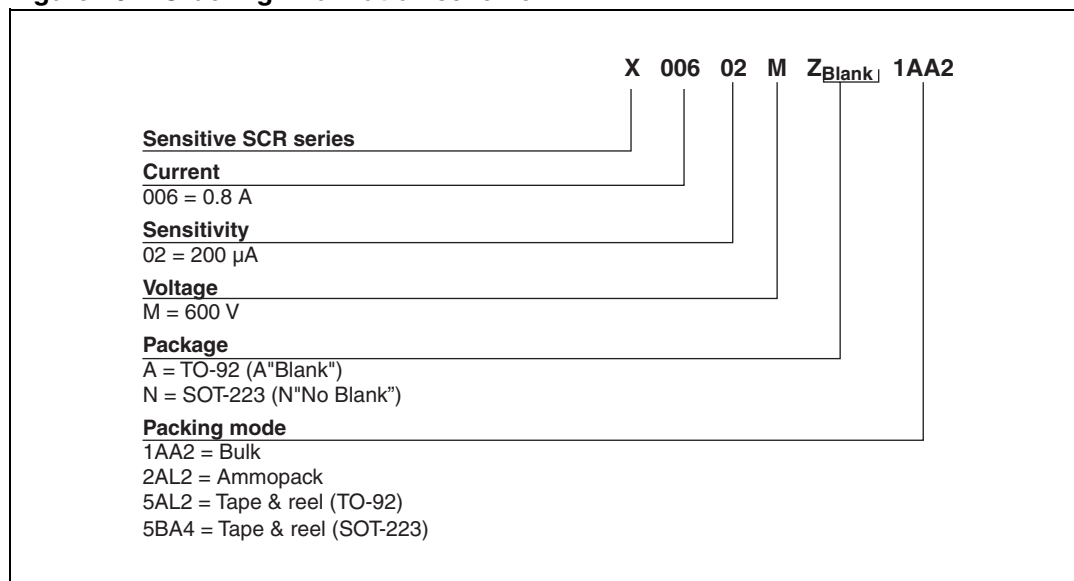 X 006 02 M Z Blank 1AA2
Sensitive SCR series
Current
006 = 0.8 A
Sensitivity
02 = 200 µA
Voltage
M = 600 V
Package
A = TO-92 (A"Blank")
N = SOT-223 (N"No Blank”)
Packing mode
1AA2 = Bulk
2AL2 = Ammopack
5AL2 = Tape & reel (TO-92)
5BA4 = Tape & reel (SOT-223)